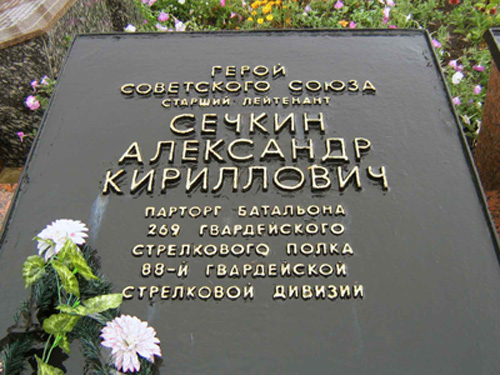 ГЕРОЙ
СОВЕТСКОГО СОЮЗА
СТАРШИЙ ЛЕЙТЕНАНТ
СЕЧКИН
АЛЕКСАНДР
КИРИЛЛОВИЧ
ПАРТОРГ БАТАЛЬОНА
269 ГВАРДЕЙСКОГО
СТРЕЛКОВОГО ПОЛКА
88-Й ГВАРДЕЙСКОЙ
СТРЕЛКОВОЙ ДИВИЗИИ